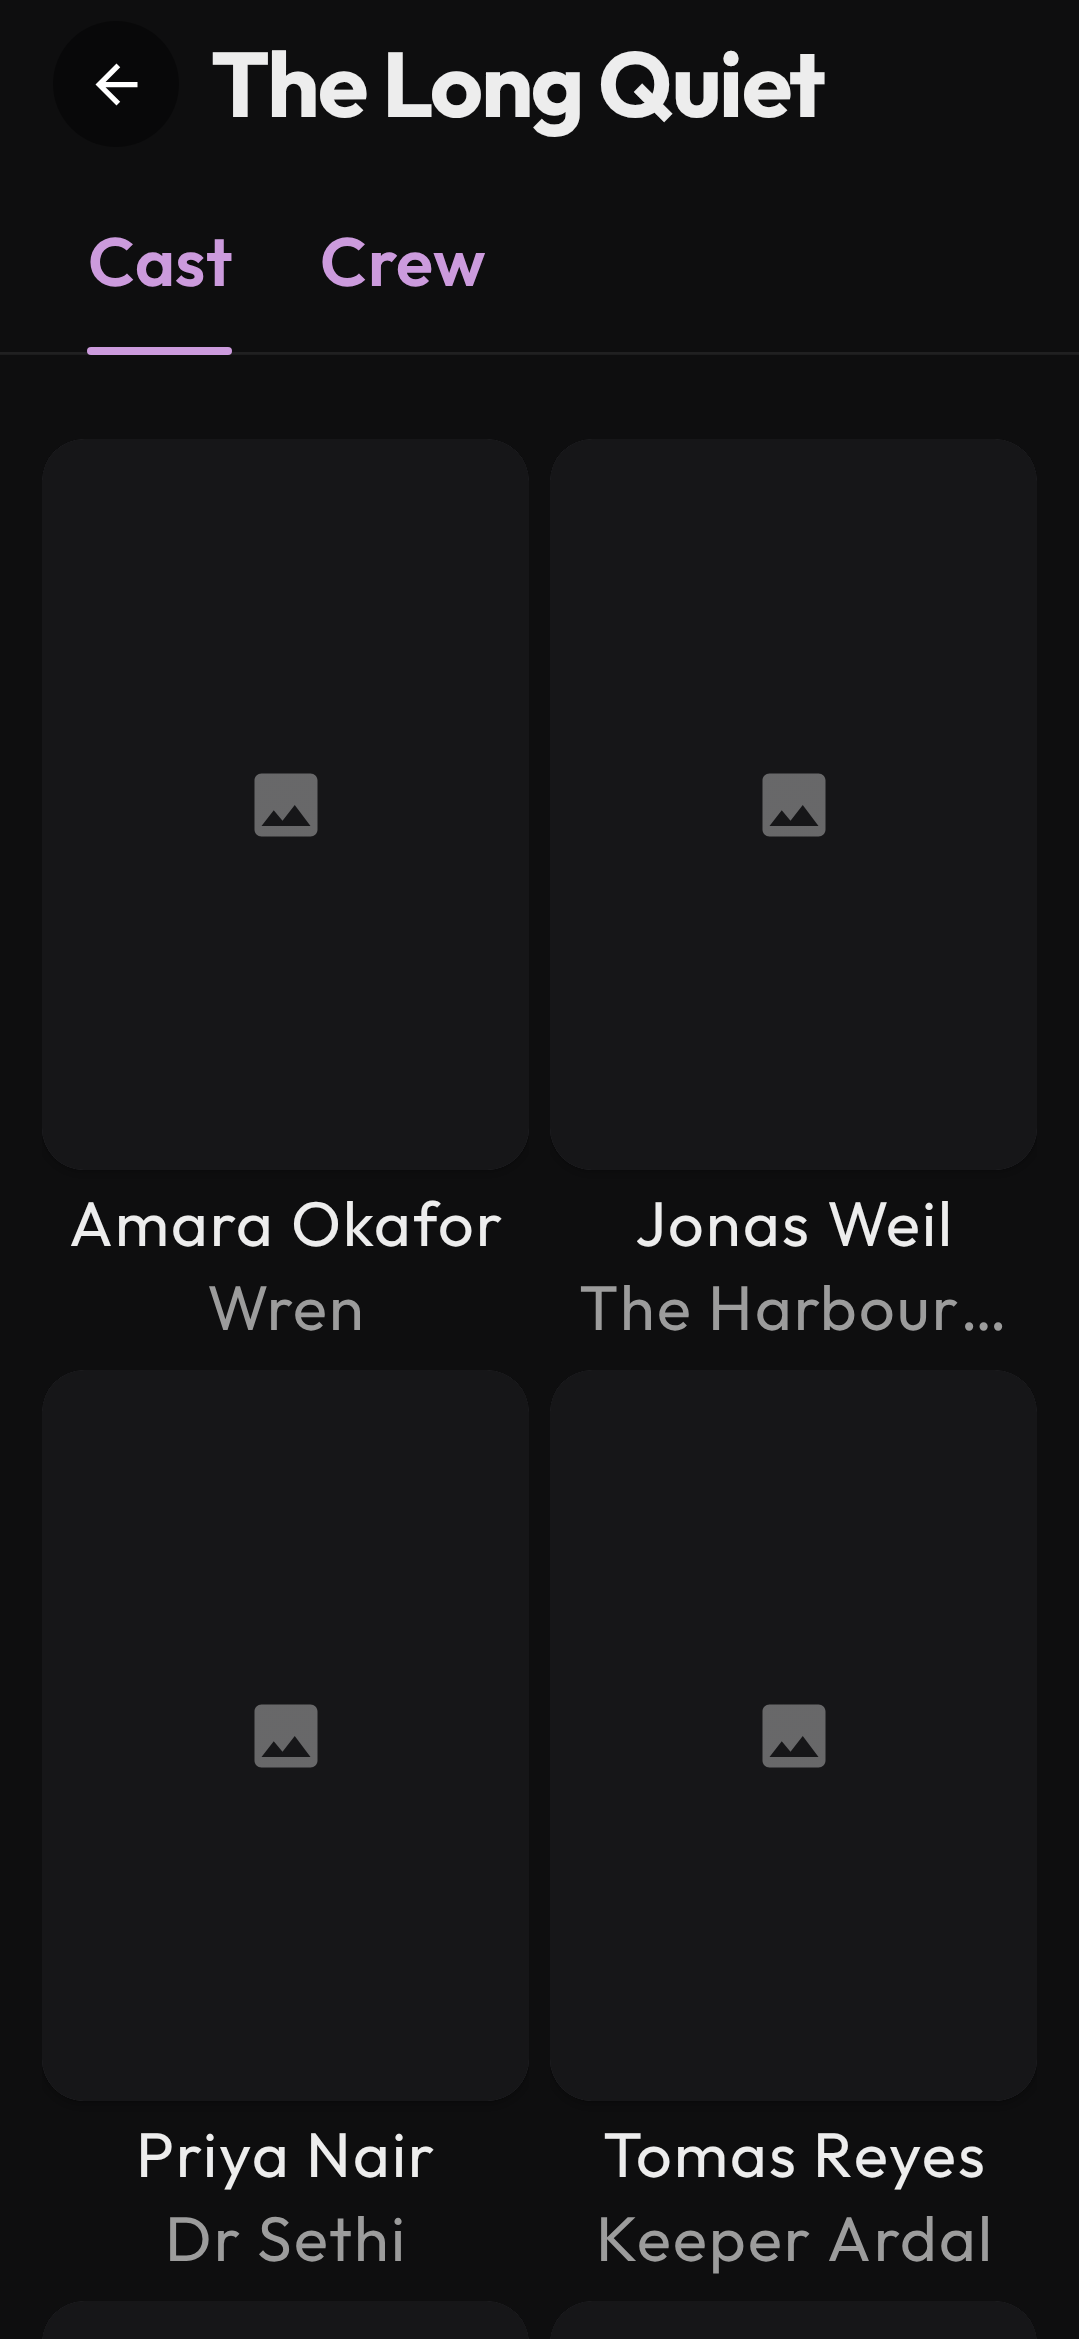 The Long Quiet
Cast Crew
Amara Okafor
Wren
Jonas Weil
The Harbour...
Priya Nair
Dr Sethi
Tomas Reyes
Keeper Ardal